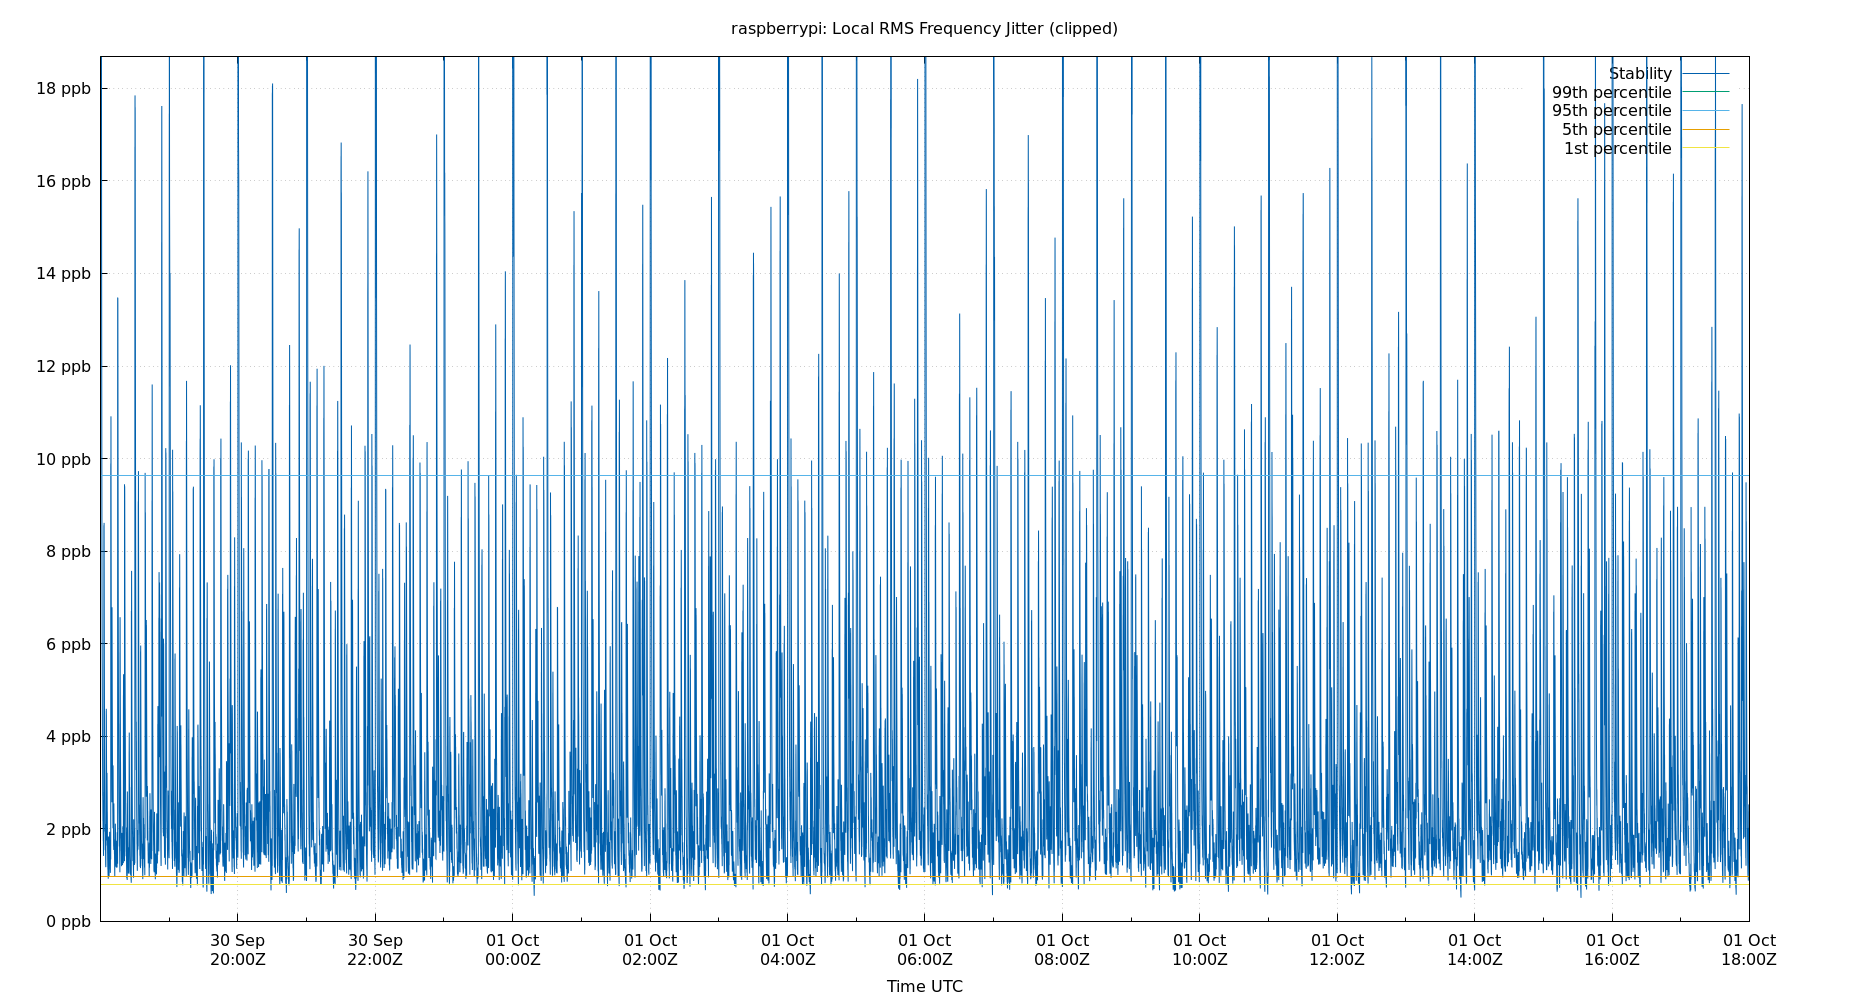 raspberrypi: Local RMS Frequency Jitter (clipped)
18 ppb
16 ppb
14 ppb
12 ppb
10 ppb
8 ppb
6 ppb
4 ppb
2 ppb
0 ppb
Stability
99th percentile
95th percentile
5th percentile
1st percentile
30 Sep
20:00Z
30 Sep
22:00Z
01 Oct
00:00Z
01 Oct
02:00Z
01 Oct
04:00Z
01 Oct
06:00Z
01 Oct
08:00Z
01 Oct
10:00Z
01 Oct
12:00Z
01 Oct
14:00Z
01 Oct
16:00Z
01 Oct
18:00Z
Time UTC